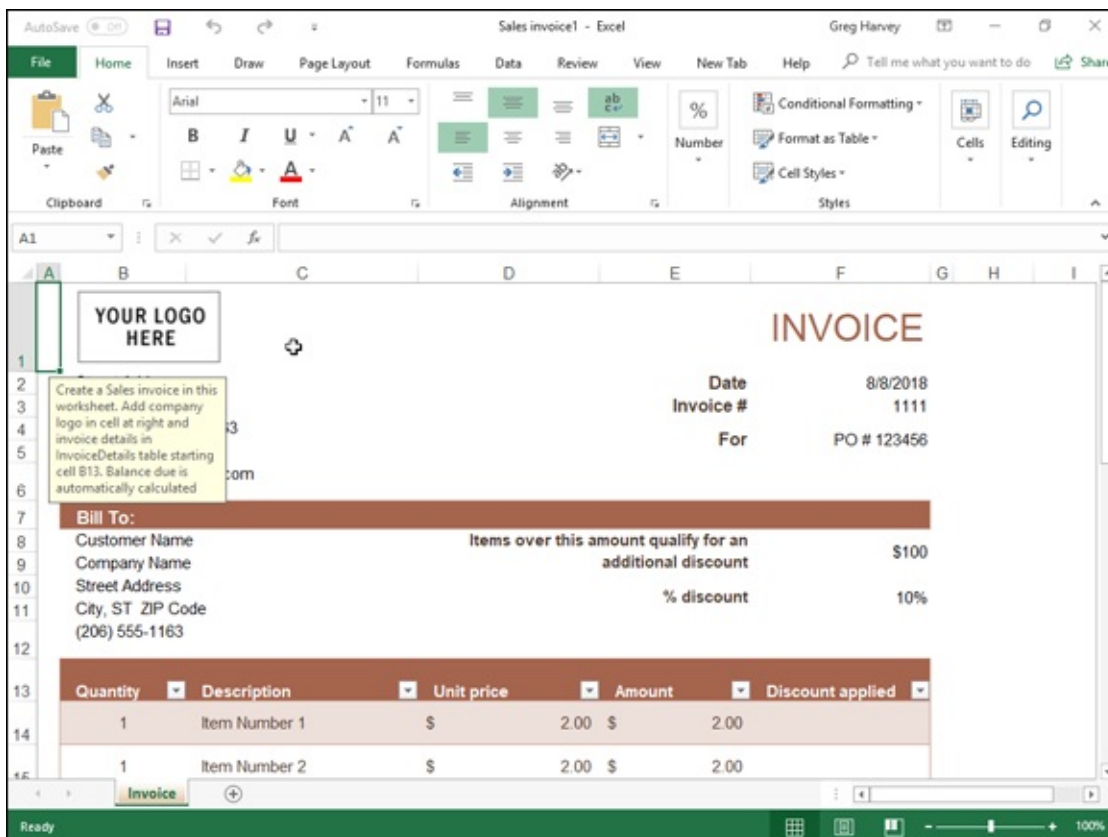 AutoSave Off Sales invoice1 - Excel Greg Harvey
File Home Insert Draw Page Layout Formulas Data Review View New Tab Help Tell me what you want to do Shar
Arial 11 ab Conditional Formatting
Paste B I U A A % Number Format as Table Cells Editing
A Cell Styles
Clipboard Font Alignment Styles
A1 fx
A B C D E F G H I
YOUR LOGO
HERE
INVOICE
1
2 Date 8/8/2018
3 Invoice # 1111
4 33
5 For PO # 123456
6 com
Create a Sales invoice in this
worksheet. Add company
logo in cell at right and
invoice details in
InvoiceDetails table starting
cell B13. Balance due is
automatically calculated
7 Bill To:
8 Customer Name Items over this amount qualify for an
9 Company Name additional discount $100
10 Street Address % discount 10%
11 City, ST ZIP Code
(206) 555-1163
12
13 Quantity Description Unit price Amount Discount applied
14 1 Item Number 1 $ 2.00 $ 2.00
15 1 Item Number 2 $ 2.00 $ 2.00
Invoice
Ready 100%